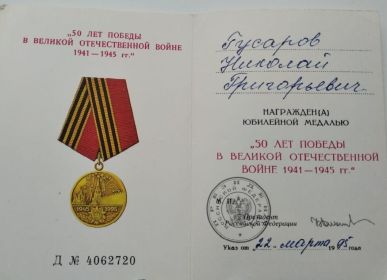 „50 ЛЕТ ПОБЕДЫ
В ВЕЛИКОЙ ОТЕЧЕСТВЕННОЙ ВОЙНЕ
1941—1945 гг.“
1945 1995
Д № 4062720
Гусаров
Николай
Григорьевич
НАГРАЖДЕН(А)
ЮБИЛЕЙНОЙ МЕДАЛЬЮ
„50 ЛЕТ ПОБЕДЫ
В ВЕЛИКОЙ ОТЕЧЕСТВЕННОЙ
ВОЙНЕ 1941—1945 гг.“
Президент
Российской Федерации
Указ от 22 марта 1995 года